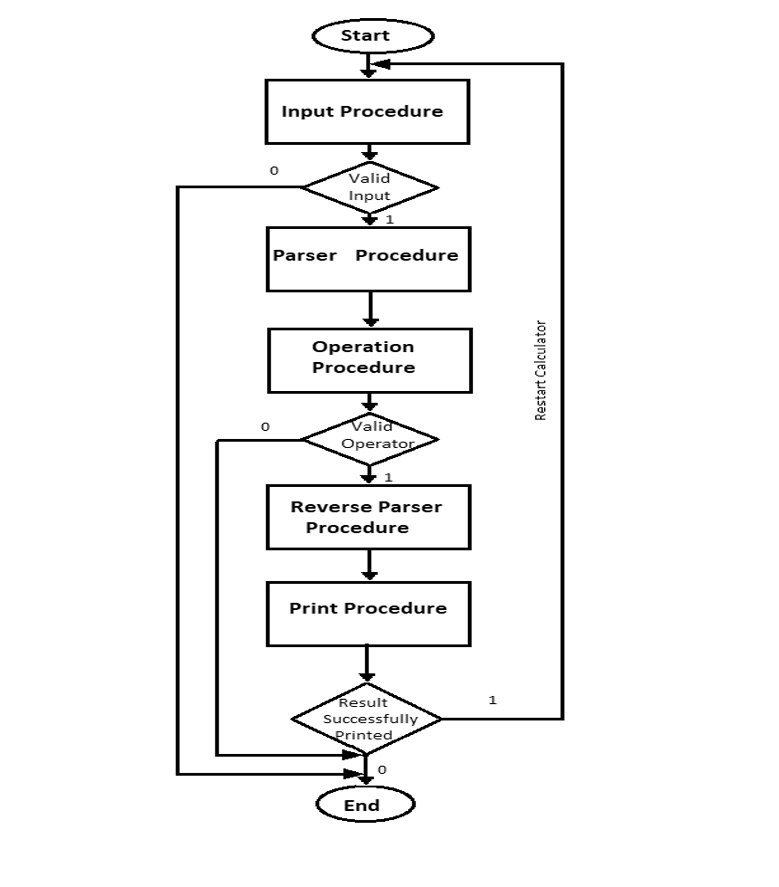 Start
Input Procedure
0
Valid
Input
1
Parser Procedure
Operation
Procedure
Restart Calculator
0
Valid
Operator
1
Reverse Parser
Procedure
Print Procedure
Result
Successfully
Printed
1
0
End